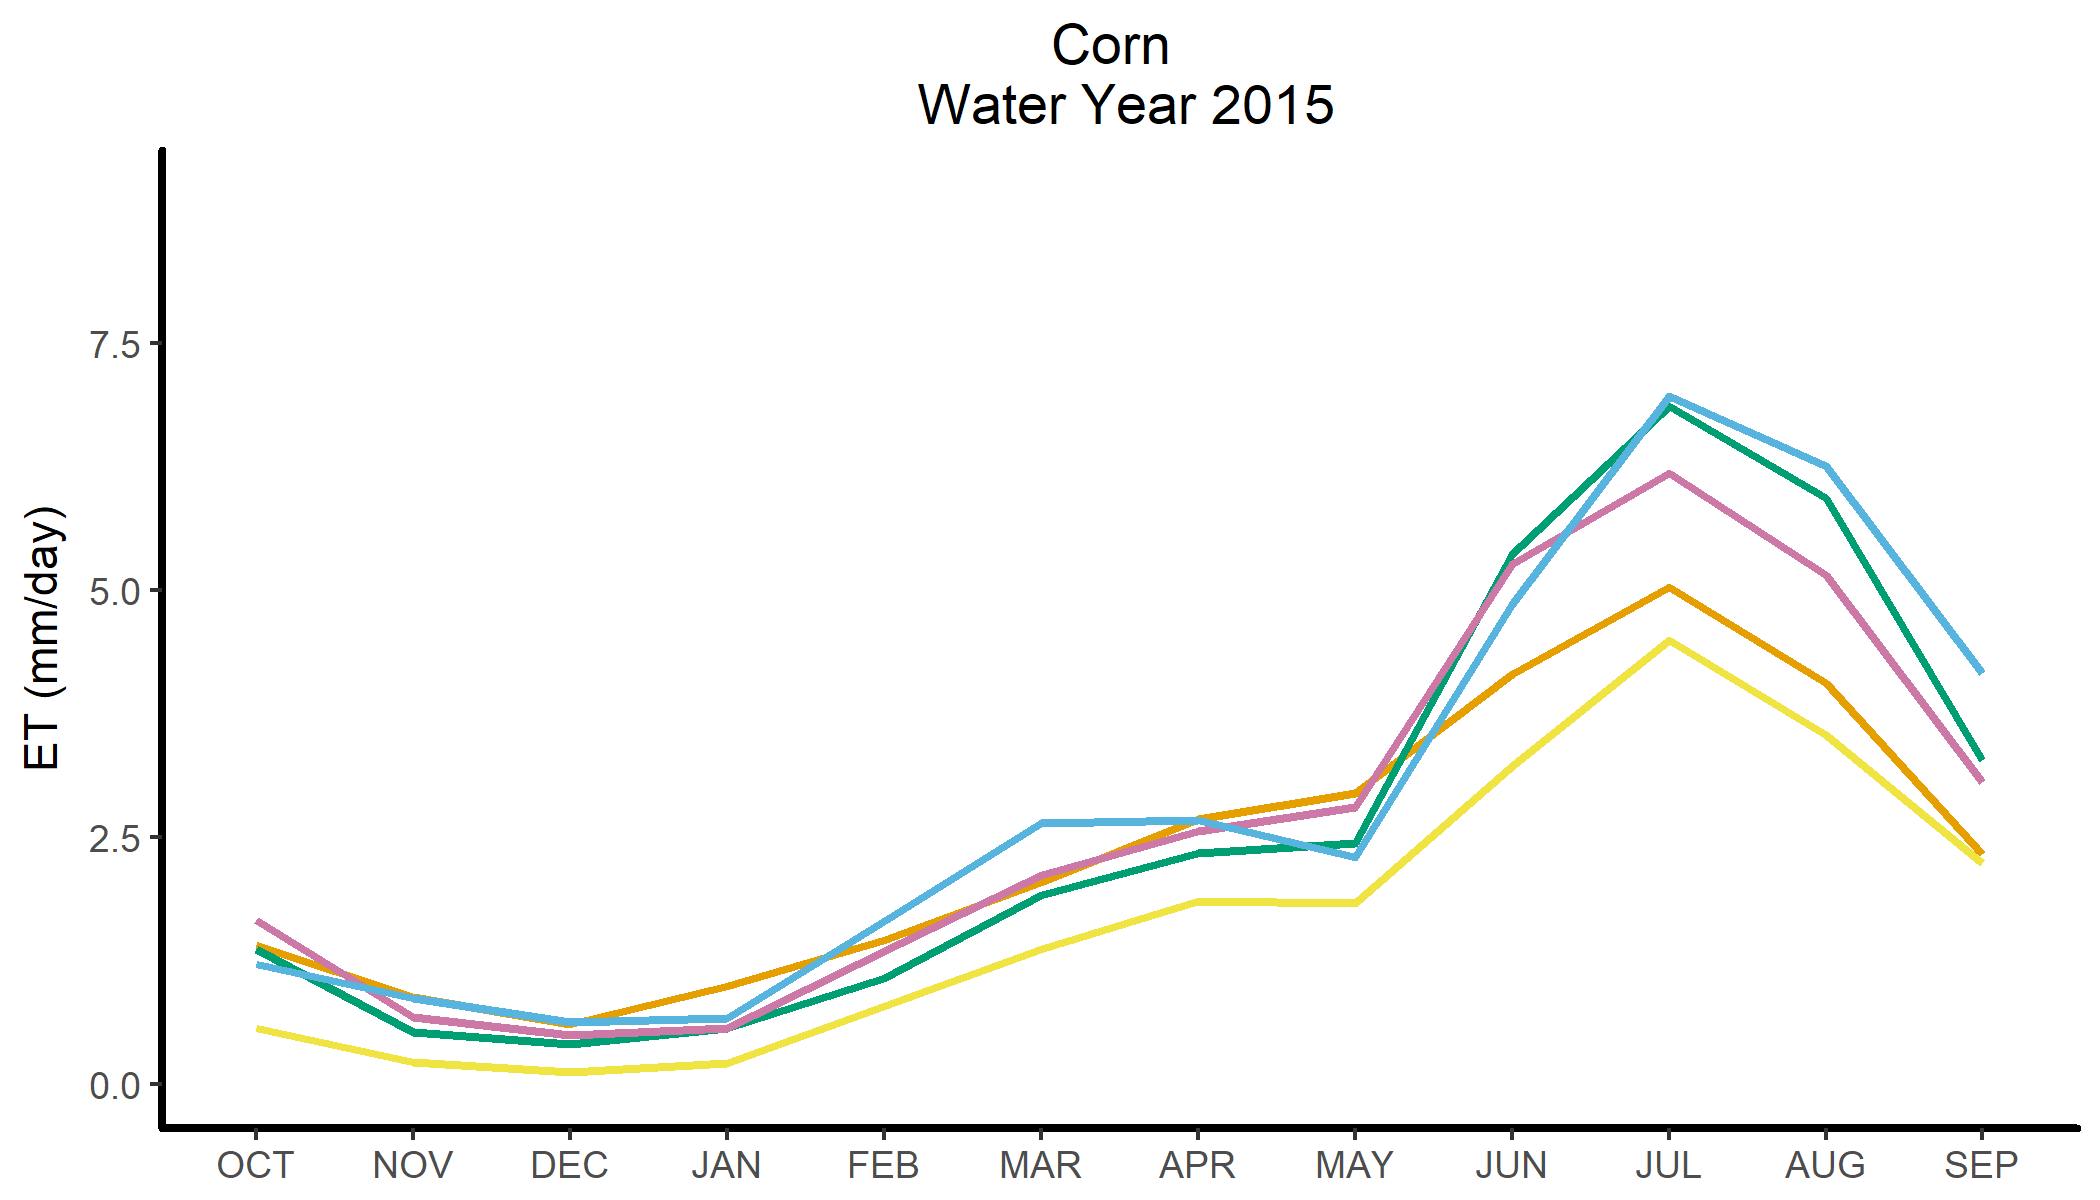 Corn
Water Year 2015
ET (mm/day)
7.5
5.0
2.5
0.0
OCT NOV DEC JAN FEB MAR APR MAY JUN JUL AUG SEP